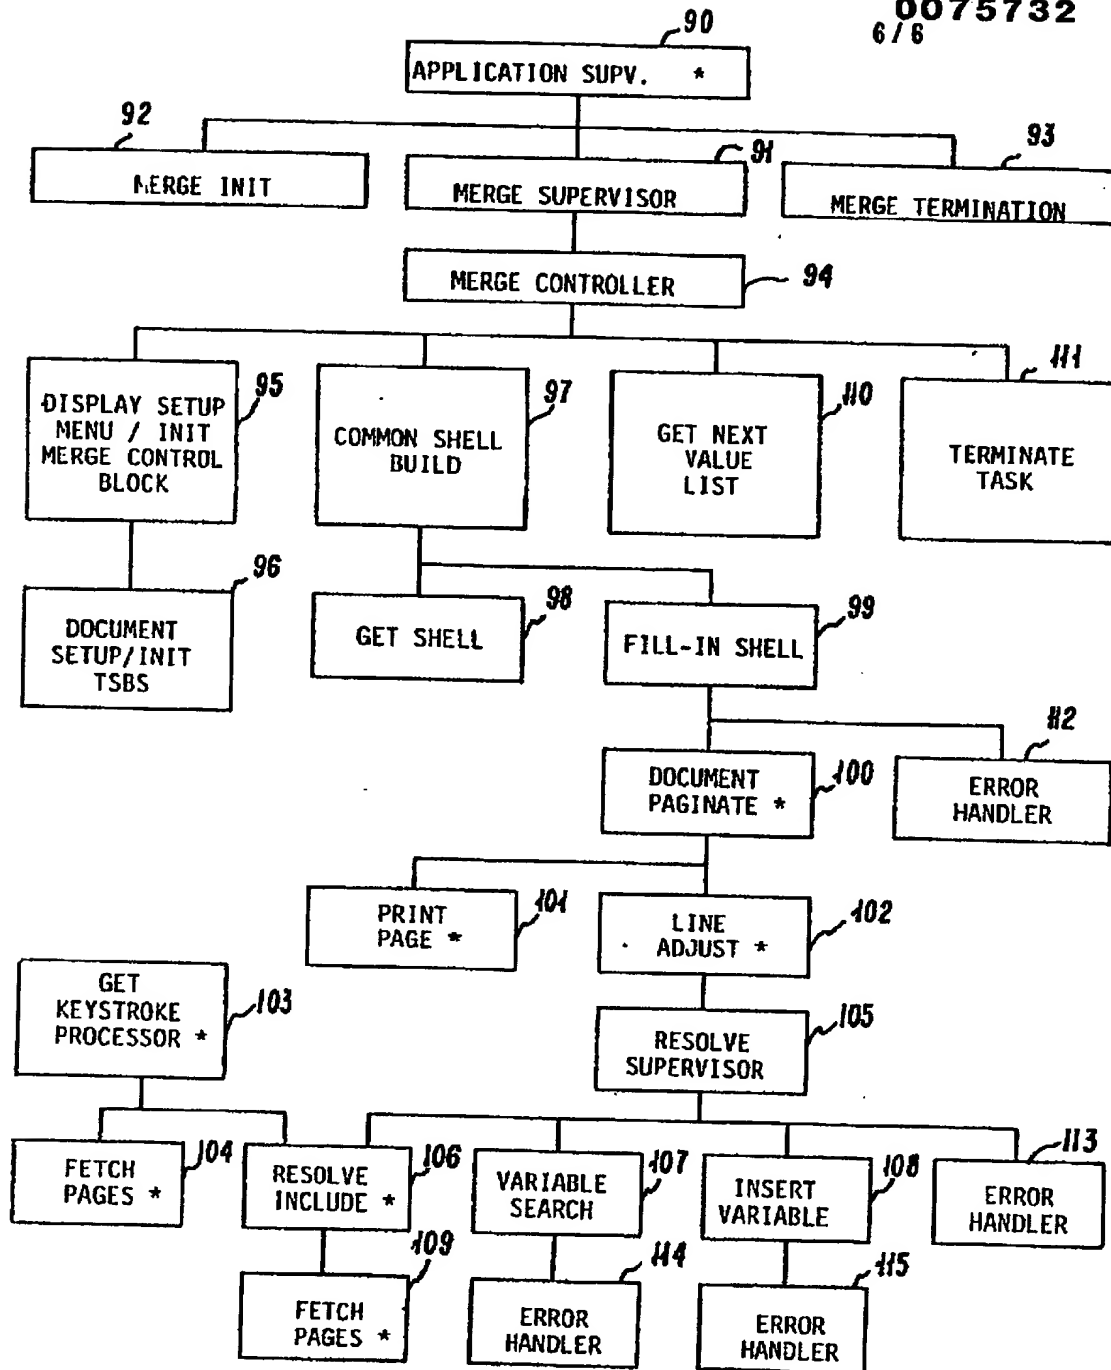 0075732
6/6
90
APPLICATION SUPV. *
92
MERGE INIT
91
MERGE SUPERVISOR
93
MERGE TERMINATION
MERGE CONTROLLER
94
95
DISPLAY SETUP
MENU / INIT
MERGE CONTROL
BLOCK
97
COMMON SHELL
BUILD
110
GET NEXT
VALUE
LIST
111
TERMINATE
TASK
96
DOCUMENT
SETUP/INIT
TSBS
98
GET SHELL
99
FILL-IN SHELL
100
DOCUMENT
PAGINATE *
112
ERROR
HANDLER
101
PRINT
PAGE *
102
LINE
ADJUST *
103
GET
KEYSTROKE
PROCESSOR *
105
RESOLVE
SUPERVISOR
104
FETCH
PAGES *
106
RESOLVE
INCLUDE *
107
VARIABLE
SEARCH
108
INSERT
VARIABLE
113
ERROR
HANDLER
109
FETCH
PAGES *
114
ERROR
HANDLER
115
ERROR
HANDLER